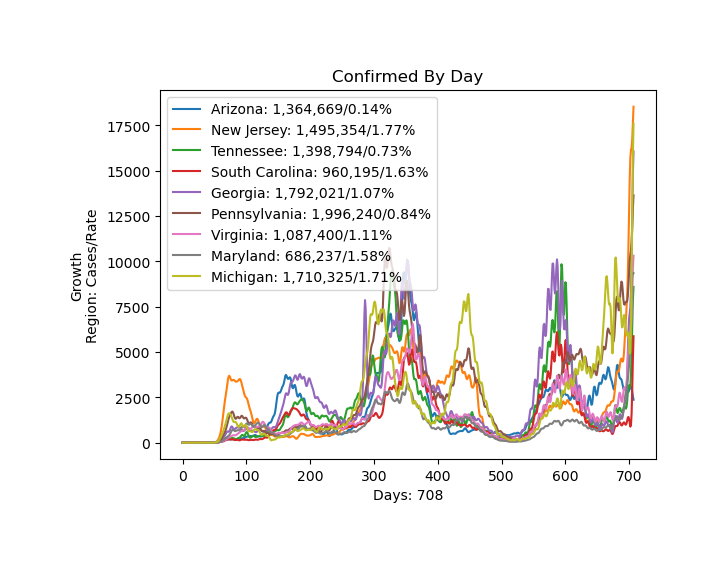 Confirmed By Day
17500
15000
12500
10000
7500
5000
2500
0
Growth
Region: Cases/Rate
Arizona: 1,364,669/0.14%
New Jersey: 1,495,354/1.77%
Tennessee: 1,398,794/0.73%
South Carolina: 960,195/1.63%
Georgia: 1,792,021/1.07%
Pennsylvania: 1,996,240/0.84%
Virginia: 1,087,400/1.11%
Maryland: 686,237/1.58%
Michigan: 1,710,325/1.71%
0 100 200 300 400 500 600 700
Days: 708